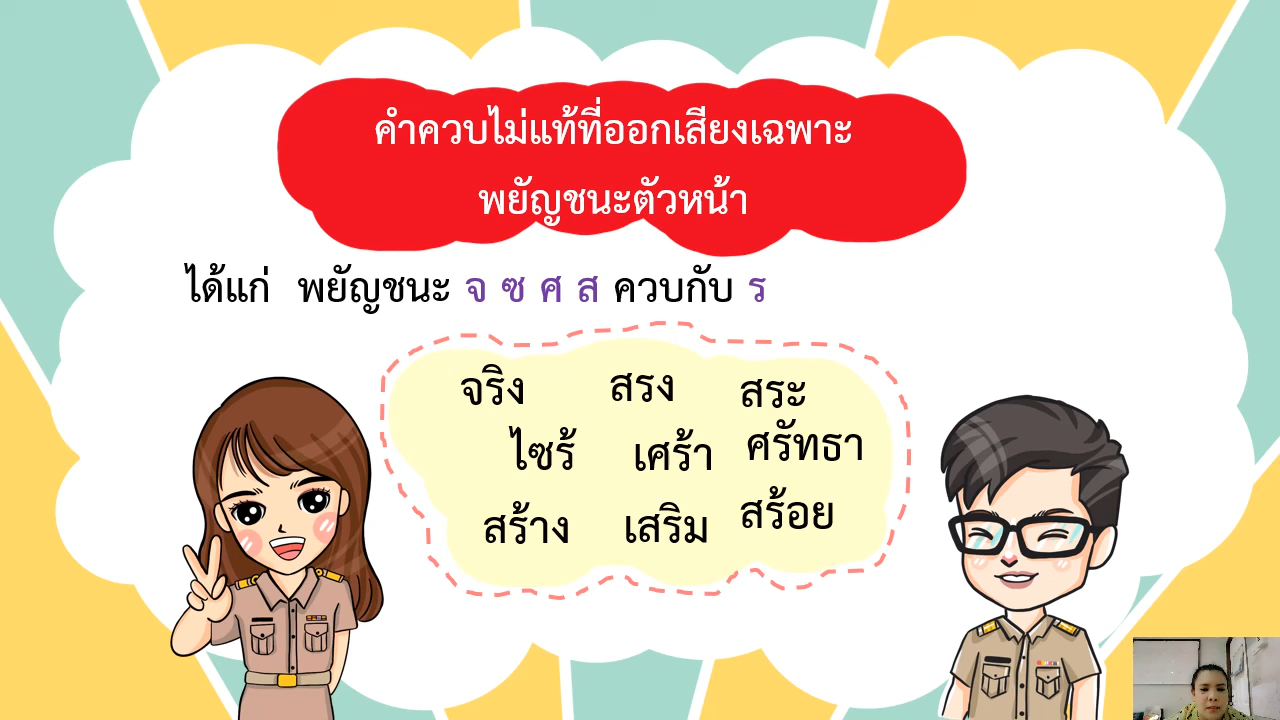 คำควบไม่แท้ที่ออกเสียงเฉพาะ
พยัญชนะตัวหน้า
ได้แก่ พยัญชนะ จ ซ ศ ส ควบกับ ร
จริง สรง สระ
ไซร้ เศร้า ศรัทธา
สร้าง เสริม สร้อย